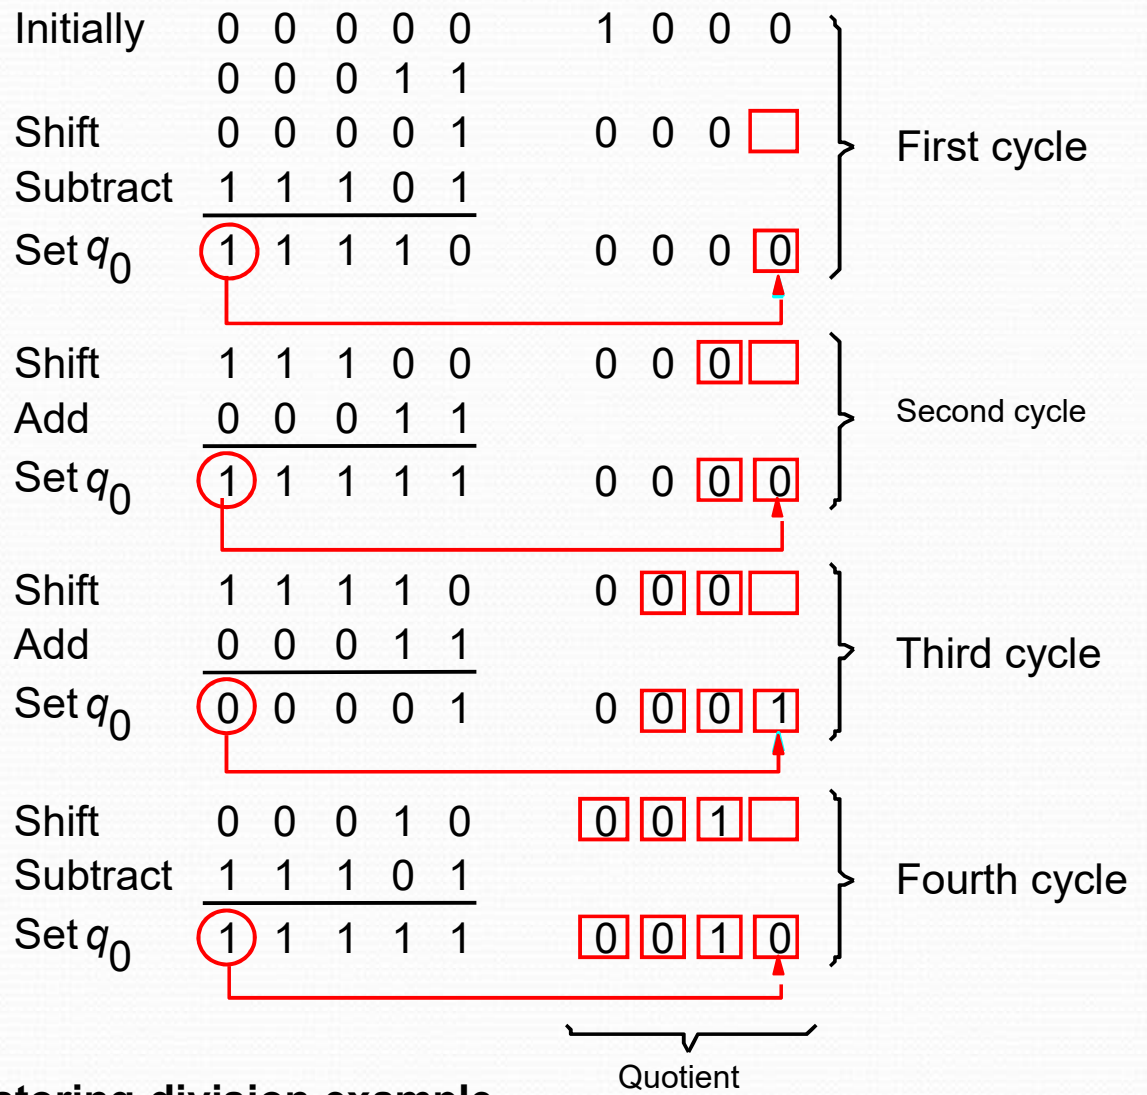 Initially 0 0 0 0 0 1 0 0 0
0 0 0 1 1
Shift 0 0 0 0 1 0 0 0
Subtract 1 1 1 0 1
First cycle
Set q0 1 1 1 1 0 0 0 0 0
Shift 1 1 1 0 0 0 0 0
Add 0 0 0 1 1
Second cycle
Set q0 1 1 1 1 1 0 0 0 0
Shift 1 1 1 1 0 0 0 0
Add 0 0 0 1 1
Third cycle
Set q0 0 0 0 0 1 0 0 0 1
Shift 0 0 0 1 0 0 0 1
Subtract 1 1 1 0 1
Fourth cycle
Set q0 1 1 1 1 1 0 0 1 0
Quotient
division example